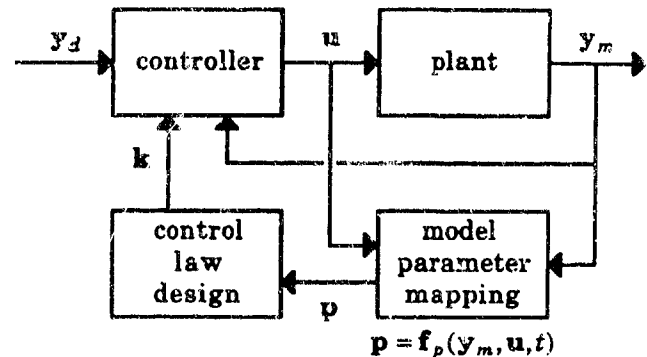 y_d
controller
u
plant
y_m
k
control
law
design
p
model
parameter
mapping
p = f_p(y_m, u, t)